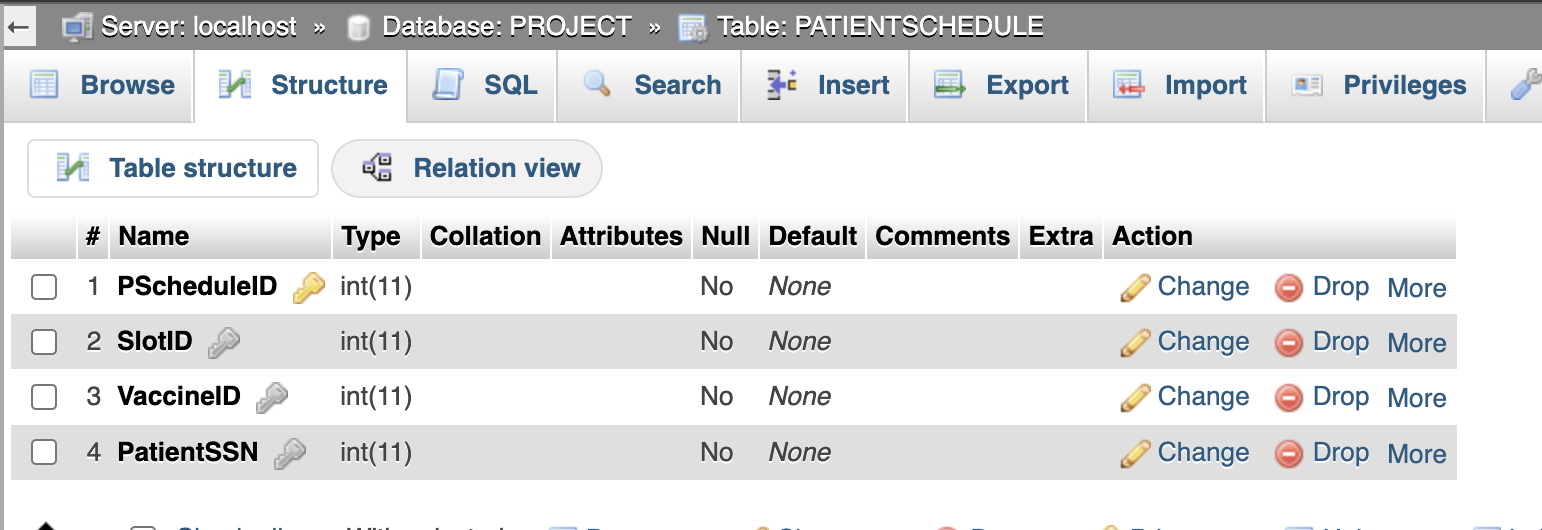 Server: localhost » Database: PROJECT » Table: PATIENTSCHEDULE
Browse Structure SQL Search Insert Export Import Privileges
Table structure Relation view
# Name Type Collation Attributes Null Default Comments Extra Action
1 PScheduleID int(11) No None Change Drop More
2 SlotID int(11) No None Change Drop More
3 VaccineID int(11) No None Change Drop More
4 PatientSSN int(11) No None Change Drop More